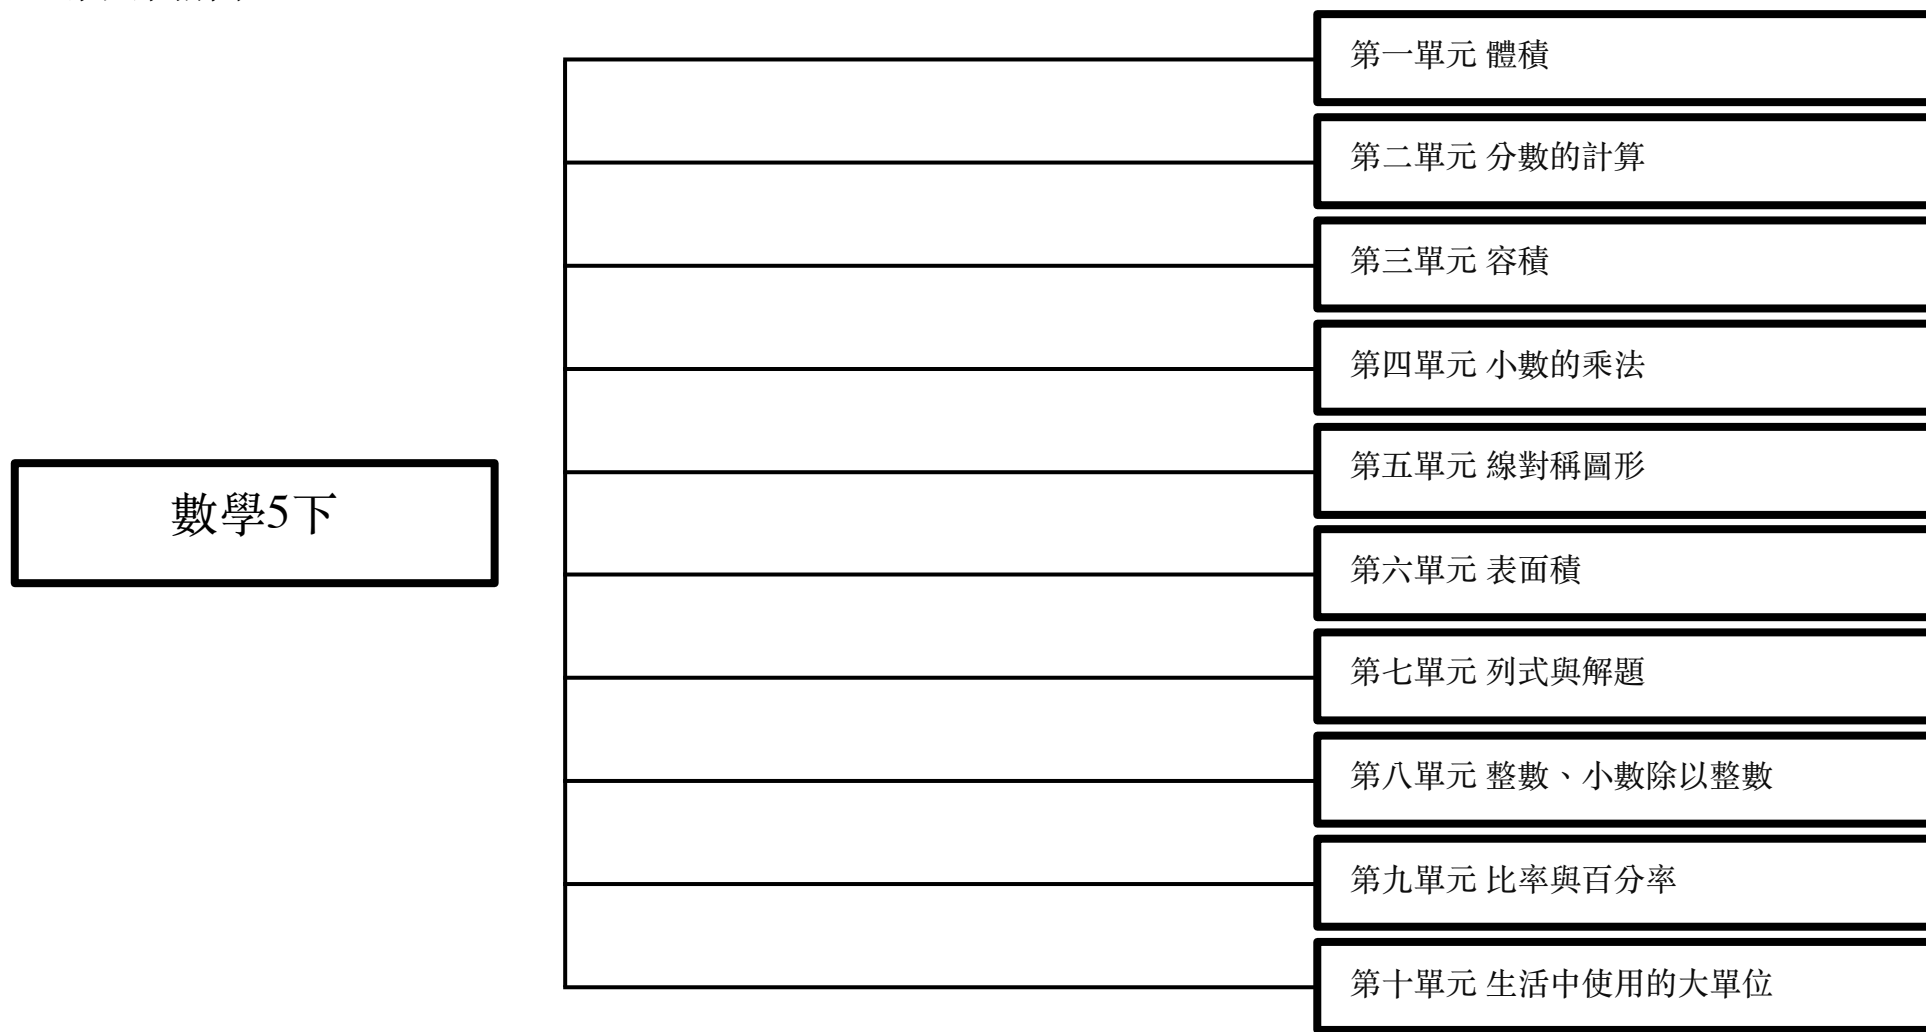 數學5下
第一單元 體積
第二單元 分數的計算
第三單元 容積
第四單元 小數的乘法
第五單元 線對稱圖形
第六單元 表面積
第七單元 列式與解題
第八單元 整數、小數除以整數
第九單元 比率與百分率
第十單元 生活中使用的大單位